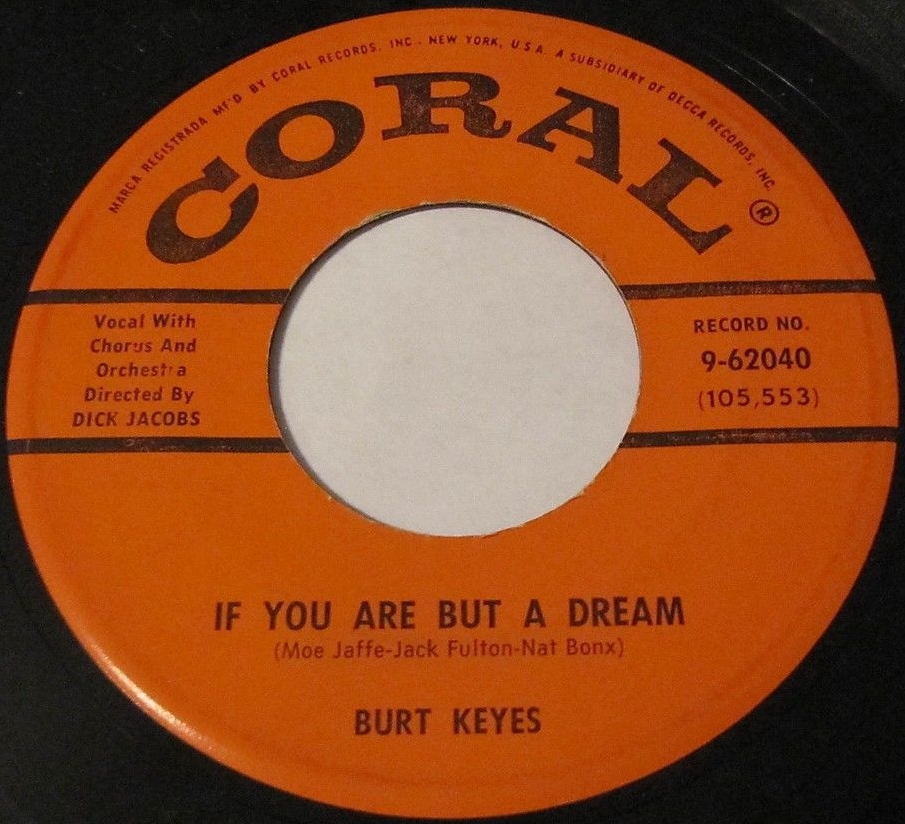 MARCA REGISTRADA MF'D BY CORAL RECORDS, INC., NEW YORK, U.S.A. A SUBSIDIARY OF DECCA RECORDS, INC.
CORAL ®
Vocal With
Chorus And
Orchestra
Directed By
DICK JACOBS
RECORD NO.
9-62040
(105,553)
IF YOU ARE BUT A DREAM
(Moe Jaffe-Jack Fulton-Nat Bonx)
BURT KEYES